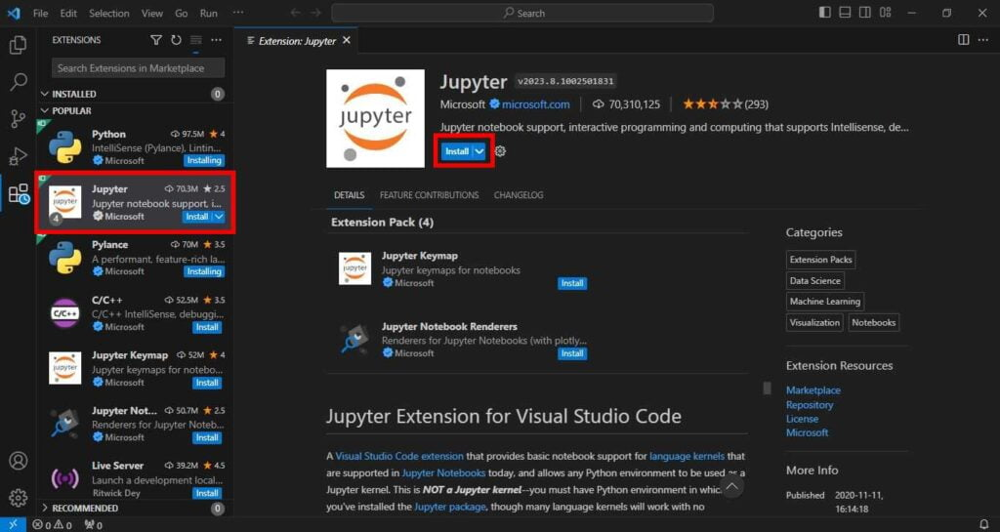 File Edit Selection View Go Run ···
Search
EXTENSIONS
Search Extensions in Marketplace
INSTALLED 0
POPULAR
Python 97.5M 4
IntelliSense (Pylance), Lintin...
Microsoft Installing
Jupyter 70.3M 2.5
Jupyter notebook support, i...
4 Microsoft Install
Pylance 70M 3.5
A performant, feature-rich la...
Microsoft Installing
C/C++ 52.5M 3.5
C/C++ IntelliSense, debuggi...
Microsoft Install
Jupyter Keymap 52M 4
Jupyter keymaps for notebo...
Microsoft Install
Jupyter Not... 50.7M 2.5
Renderers for Jupyter Noteb...
Microsoft Install
Live Server 39.2M 4.5
Launch a development local...
Ritwick Dey Install
RECOMMENDED 0
Extension: Jupyter
jupyter
Jupyter v2023.8.1002501831
Microsoft microsoft.com 70,310,125 (293)
Jupyter notebook support, interactive programming and computing that supports Intellisense, de...
Install
DETAILS FEATURE CONTRIBUTIONS CHANGELOG
Extension Pack (4)
Jupyter Keymap
Jupyter keymaps for notebooks
Microsoft Install
Jupyter Notebook Renderers
Renderers for Jupyter Notebooks (with plotly...
Microsoft Install
Jupyter Extension for Visual Studio Code
A Visual Studio Code extension that provides basic notebook support for language kernels that
are supported in Jupyter Notebooks today, and allows any Python environment to be used as a
Jupyter kernel. This is NOT a Jupyter kernel--you must have Python environment in which
you've installed the Jupyter package, though many language kernels will work with no
Categories
Extension Packs
Data Science
Machine Learning
Visualization Notebooks
Extension Resources
Marketplace
Repository
License
Microsoft
More Info
Published 2020-11-11,
16:14:18
0 0 0